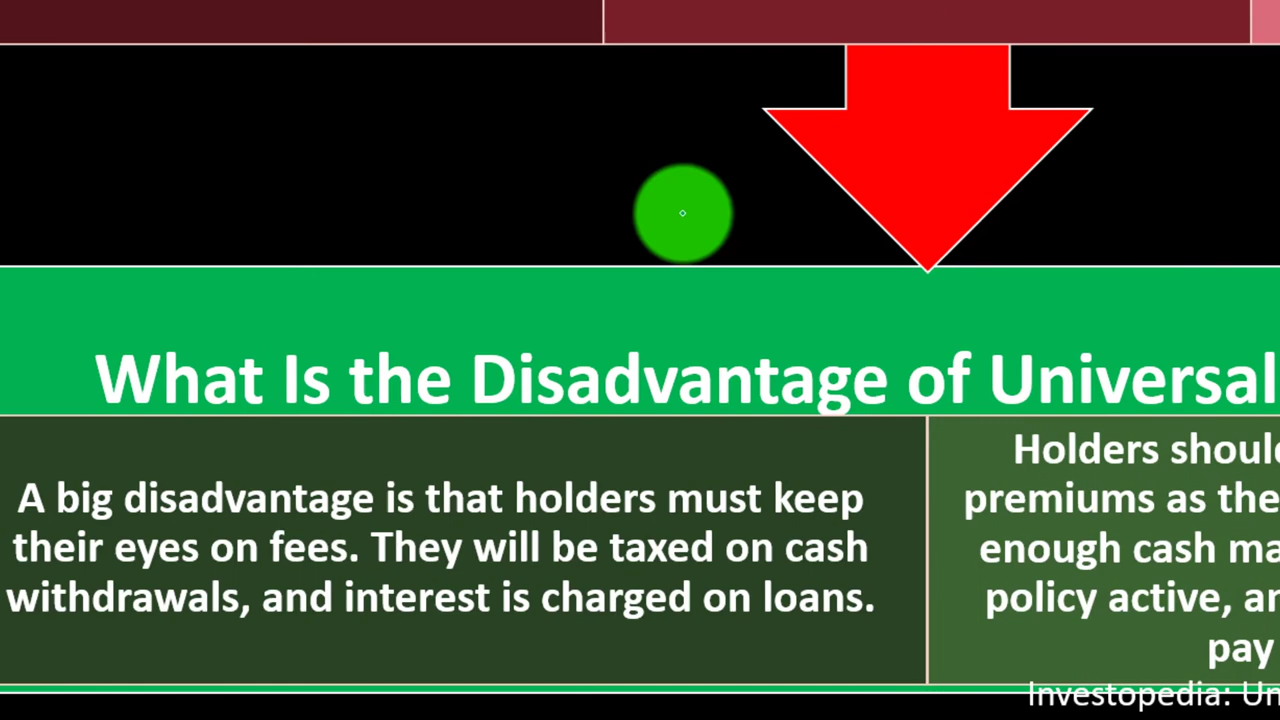 What Is the Disadvantage of Universal
A big disadvantage is that holders must keep
their eyes on fees. They will be taxed on cash
withdrawals, and interest is charged on loans.
Holders
premiums as
enough cash
policy active,
pay
Investopedia: